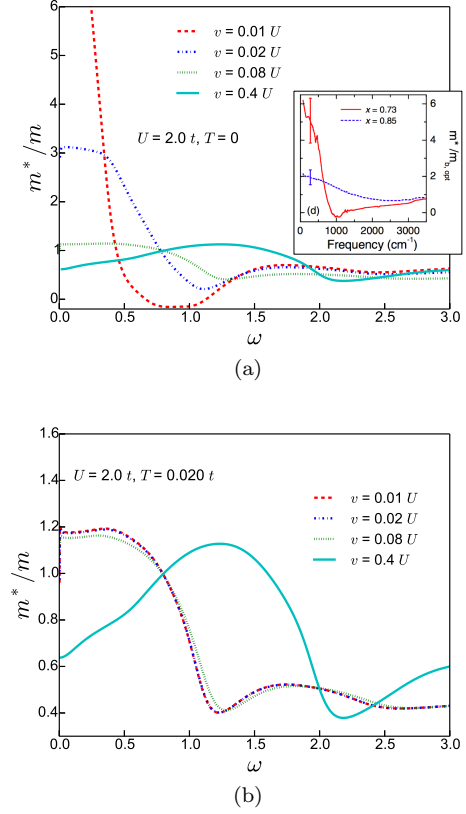 6
5
4
3
2
1
0
m*/m
v = 0.01 U
v = 0.02 U
v = 0.08 U
v = 0.4 U
U = 2.0 t, T = 0
x = 0.73
x = 0.85
6
4
2
0
m*/m b, opt
(d)
0 1000 2000 3000
Frequency (cm⁻¹)
0.0 0.5 1.0 1.5 2.0 2.5 3.0
ω
(a)
1.6
1.4
1.2
1.0
0.8
0.6
0.4
m*/m
U = 2.0 t, T = 0.020 t
v = 0.01 U
v = 0.02 U
v = 0.08 U
v = 0.4 U
0.0 0.5 1.0 1.5 2.0 2.5 3.0
ω
(b)